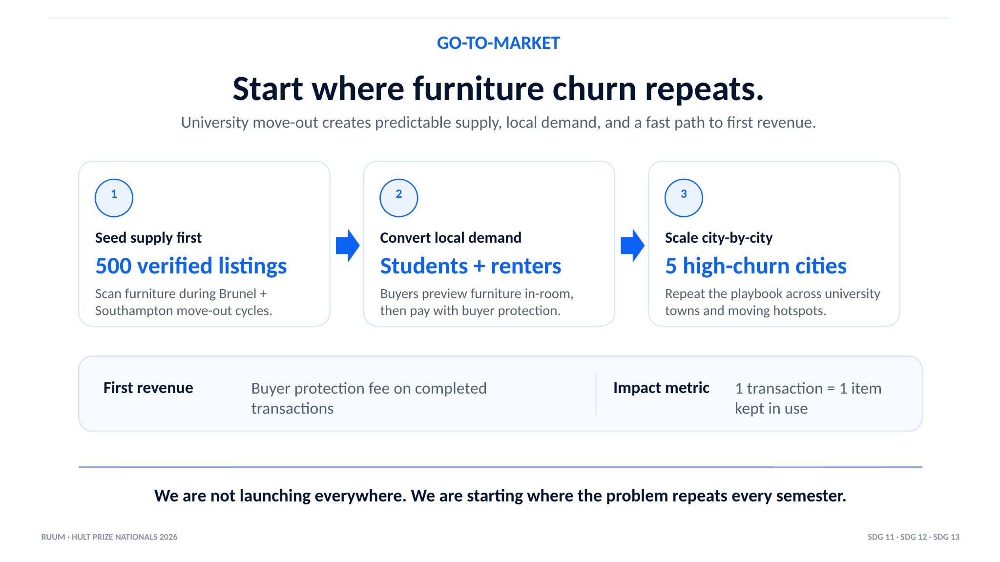 GO-TO-MARKET
Start where furniture churn repeats.
University move-out creates predictable supply, local demand, and a fast path to first revenue.
1
Seed supply first
500 verified listings
Scan furniture during Brunel +
Southampton move-out cycles.
2
Convert local demand
Students + renters
Buyers preview furniture in-room,
then pay with buyer protection.
3
Scale city-by-city
5 high-churn cities
Repeat the playbook across university
towns and moving hotspots.
First revenue
Buyer protection fee on completed
transactions
Impact metric
1 transaction = 1 item
kept in use
We are not launching everywhere. We are starting where the problem repeats every semester.
RUUM · HULT PRIZE NATIONALS 2026
SDG 11 · SDG 12 · SDG 13